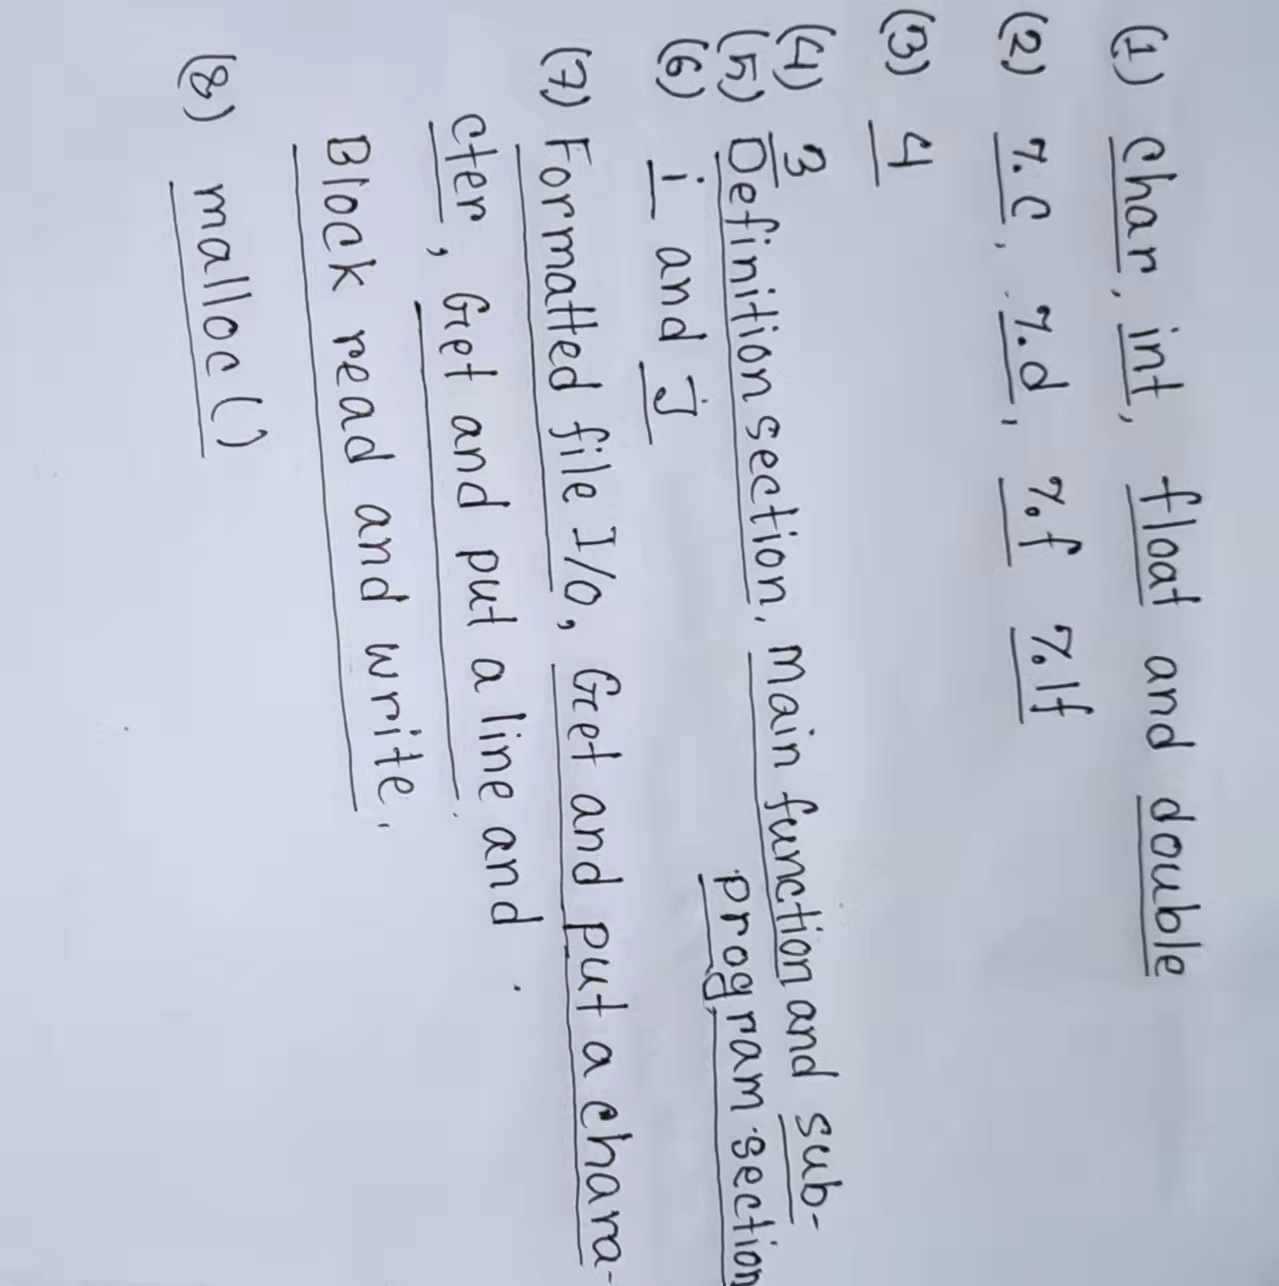 (1) char, int, float and double
(2) %c, %d, %f %lf
(3) 4
(4) 3
(5) Definition section, main function and sub-
program section
(6) i and j
(7) Formatted file I/O, Get and put a chara-
cter, Get and put a line and
Block read and write.
(8) malloc()